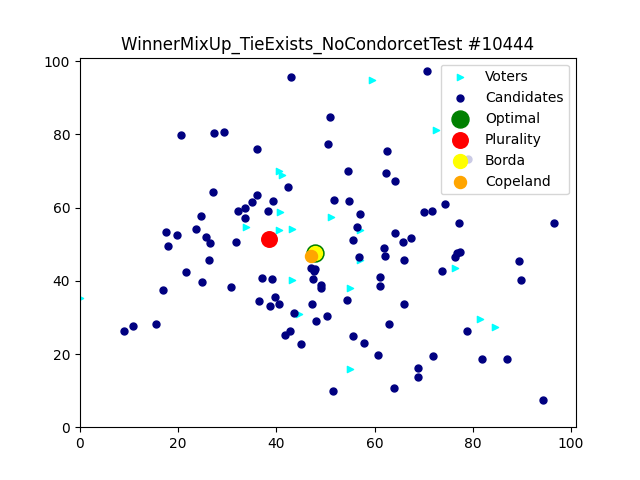 WinnerMixUp_TieExists_NoCondorcetTest #10444
100
80
60
40
20
0
0
20
40
60
80
100
Voters
Candidates
Optimal
Plurality
Borda
Copeland